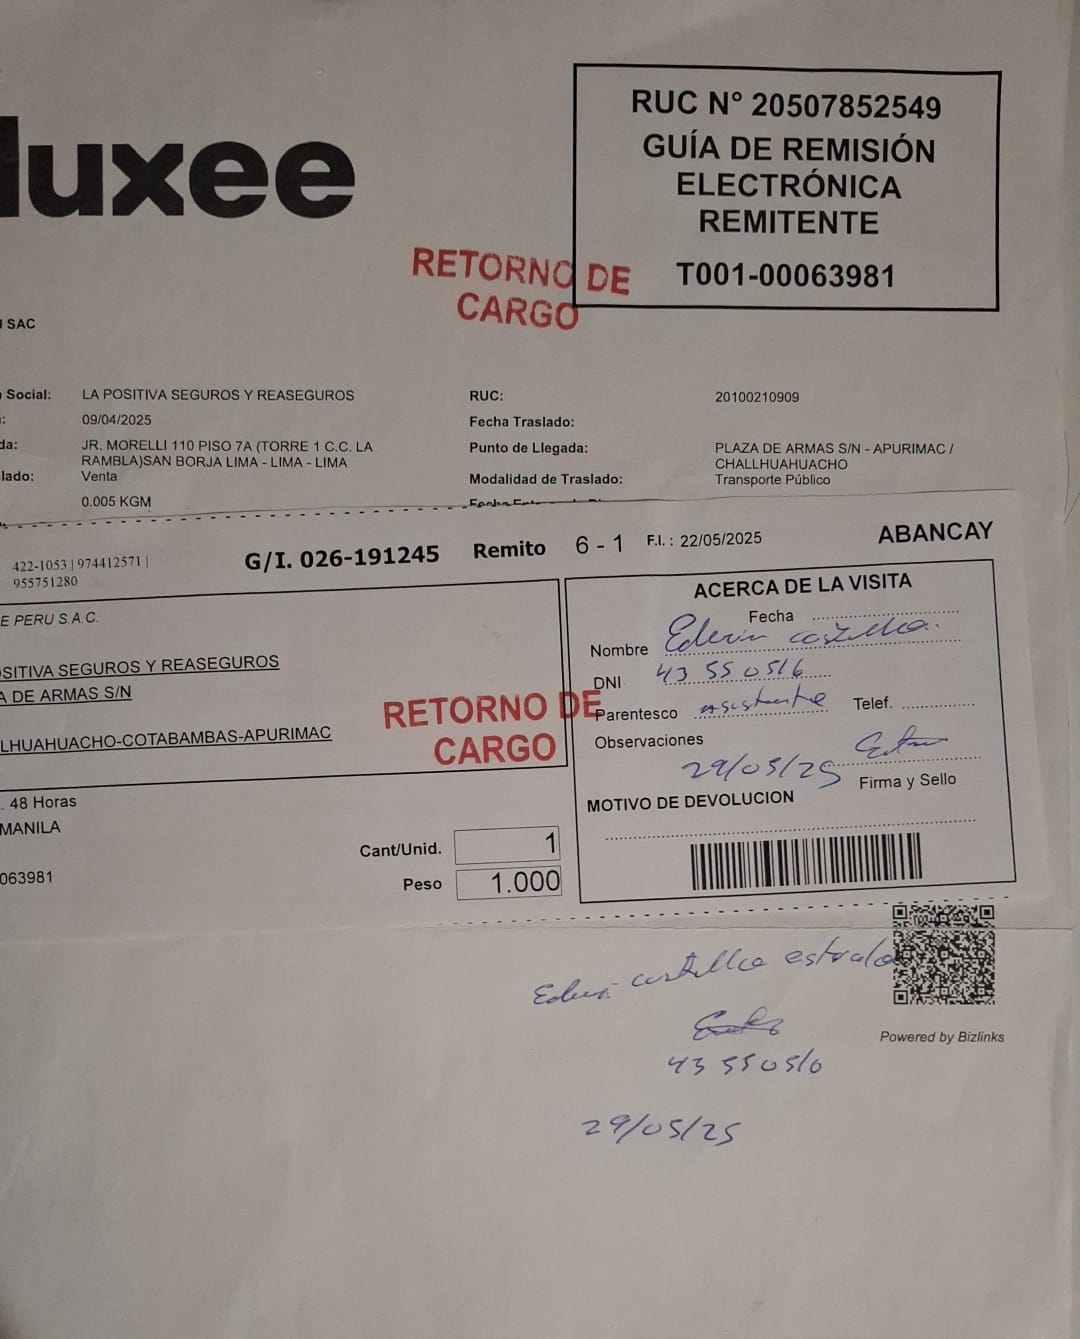 luxee
RUC N° 20507852549
GUÍA DE REMISIÓN
ELECTRÓNICA
REMITENTE
T001-00063981
RETORNO DE
CARGO
SAC
Social: LA POSITIVA SEGUROS Y REASEGUROS
RUC: 20100210909
09/04/2025
Fecha Traslado:
da: JR. MORELLI 110 PISO 7A (TORRE 1 C.C. LA
RAMBLA)SAN BORJA LIMA - LIMA - LIMA
Punto de Llegada: PLAZA DE ARMAS S/N - APURIMAC /
CHALLHUAHUACHO
lado: Venta
Modalidad de Traslado: Transporte Público
0.005 KGM
422-1053 | 974412571 |
955751280
G/I. 026-191245 Remito 6 - 1 F.I. : 22/05/2025 ABANCAY
E PERU S.A.C.
OSITIVA SEGUROS Y REASEGUROS
A DE ARMAS S/N
LHUAHUACHO-COTABAMBAS-APURIMAC
RETORNO DE
CARGO
. 48 Horas
MANILA
063981
Cant/Unid. 1
Peso 1.000
ACERCA DE LA VISITA
Fecha
Nombre Ederin castilla.
DNI 43550516
Parentesco asistente Telef.
Observaciones
29/05/25 Firma y Sello
MOTIVO DE DEVOLUCION
castilla
Powered by Bizlinks
29/05/25